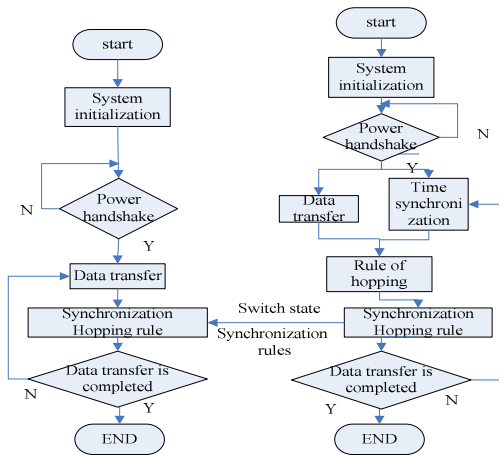 start
System
initialization
Power
handshake
N
Y
Data transfer
Synchronization
Hopping rule
Data transfer is
completed
N
Y
END
Switch state
Synchronization
rules
start
System
initialization
Power
handshake
N
Y
Data
transfer
Time
synchroni
zation
Rule of
hopping
Synchronization
Hopping rule
Data transfer is
completed
Y
N
END